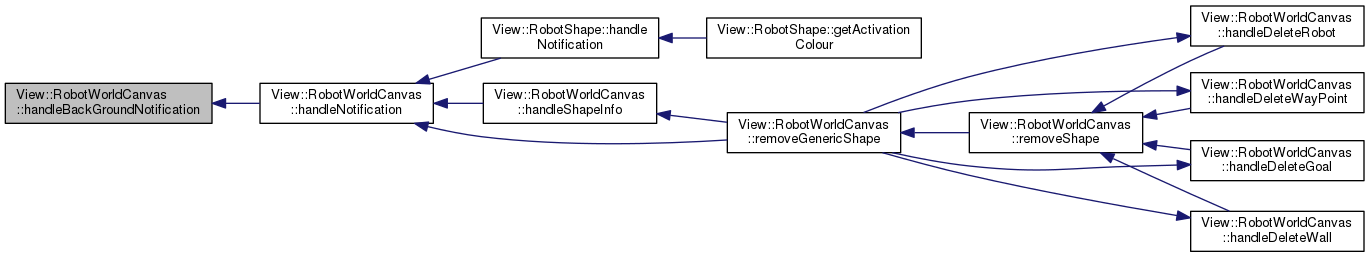 View::RobotWorldCanvas
::handleBackGroundNotification
View::RobotWorldCanvas
::handleNotification
View::RobotShape::handle
Notification
View::RobotShape::getActivation
Colour
View::RobotWorldCanvas
::handleShapeInfo
View::RobotWorldCanvas
::removeGenericShape
View::RobotWorldCanvas
::removeShape
View::RobotWorldCanvas
::handleDeleteRobot
View::RobotWorldCanvas
::handleDeleteWayPoint
View::RobotWorldCanvas
::handleDeleteGoal
View::RobotWorldCanvas
::handleDeleteWall